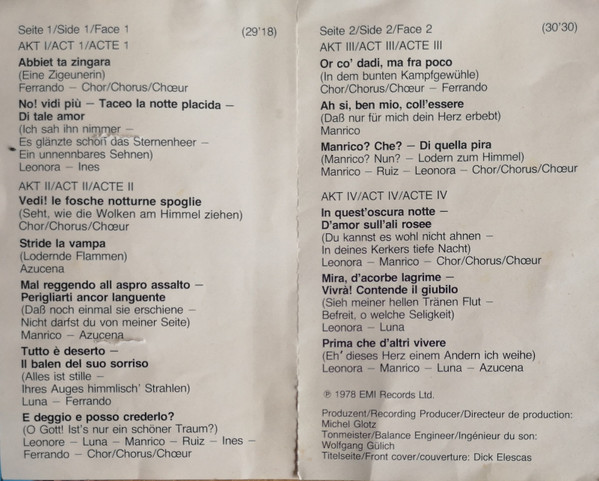 Seite 1/Side 1/Face 1 (29'18)
AKT I/ACT 1/ACTE 1
Abbiet ta zingara
(Eine Zigeunerin)
Ferrando – Chor/Chorus/Chœur
No! vidi più – Taceo la notte placida –
Di tale amor
(Ich sah ihn nimmer –
Es glänzte schon das Sternenheer –
Ein unnennbares Sehnen)
Leonora – Ines
AKT II/ACT II/ACTE II
Vedi! le fosche notturne spoglie
(Seht, wie die Wolken am Himmel ziehen)
Chor/Chorus/Chœur
Stride la vampa
(Lodernde Flammen)
Azucena
Mal reggendo all aspro assalto –
Perigliarti ancor languente
(Daß noch einmal sie erschiene –
Nicht darfst du von meiner Seite)
Manrico – Azucena
Tutto è deserto –
Il balen del suo sorriso
(Alles ist stille –
Ihres Auges himmlisch' Strahlen)
Luna – Ferrando
E deggio e posso crederlo?
(O Gott! Ist's nur ein schöner Traum?)
Leonore – Luna – Manrico – Ruiz – Ines –
Ferrando – Chor/Chorus/Chœur
Seite 2/Side 2/Face 2 (30'30)
AKT III/ACT III/ACTE III
Or co' dadi, ma fra poco
(In dem bunten Kampfgewühle)
Chor/Chorus/Chœur – Ferrando
Ah si, ben mio, coll'essere
(Daß nur für mich dein Herz erbebt)
Manrico
Manrico? Che? – Di quella pira
(Manrico? Nun? – Lodern zum Himmel)
Manrico – Ruiz – Leonora – Chor/Chorus/Chœur
AKT IV/ACT IV/ACTE IV
In quest'oscura notte –
D'amor sull'ali rosee
(Du kannst es wohl nicht ahnen –
In deines Kerkers tiefe Nacht)
Leonora – Manrico – Chor/Chorus/Chœur
Mira, d'acorbe lagrime –
Vivrà! Contende il giubilo
(Sieh meiner hellen Tränen Flut –
Befreit, o welche Seligkeit)
Leonora – Luna
Prima che d'altri vivere
(Eh' dieses Herz einem Andern ich weihe)
Leonora – Manrico – Luna – Azucena
℗ 1978 EMI Records Ltd.
Produzent/Recording Producer/Directeur de production:
Michel Glotz
Tonmeister/Balance Engineer/Ingénieur du son:
Wolfgang Gülich
Titelseite/Front cover/couverture: Dick Elescas